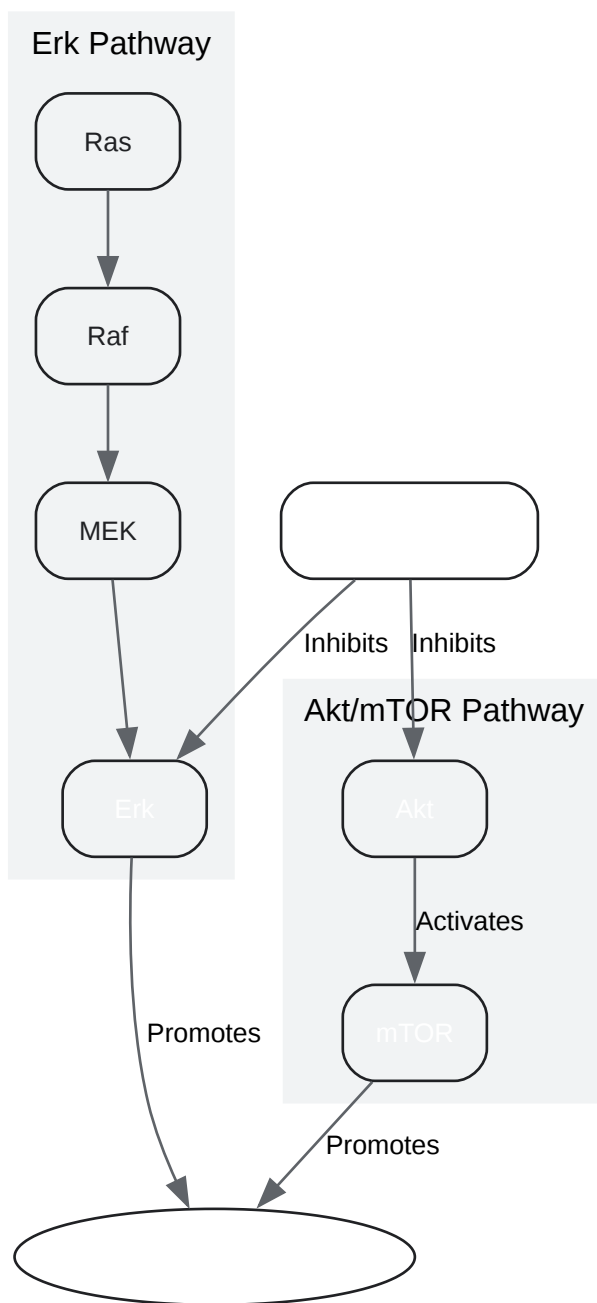 Erk Pathway
Ras
Raf
MEK
Inhibits
Inhibits
Akt/mTOR Pathway
Erk
Akt
Activates
mTOR
Promotes
Promotes